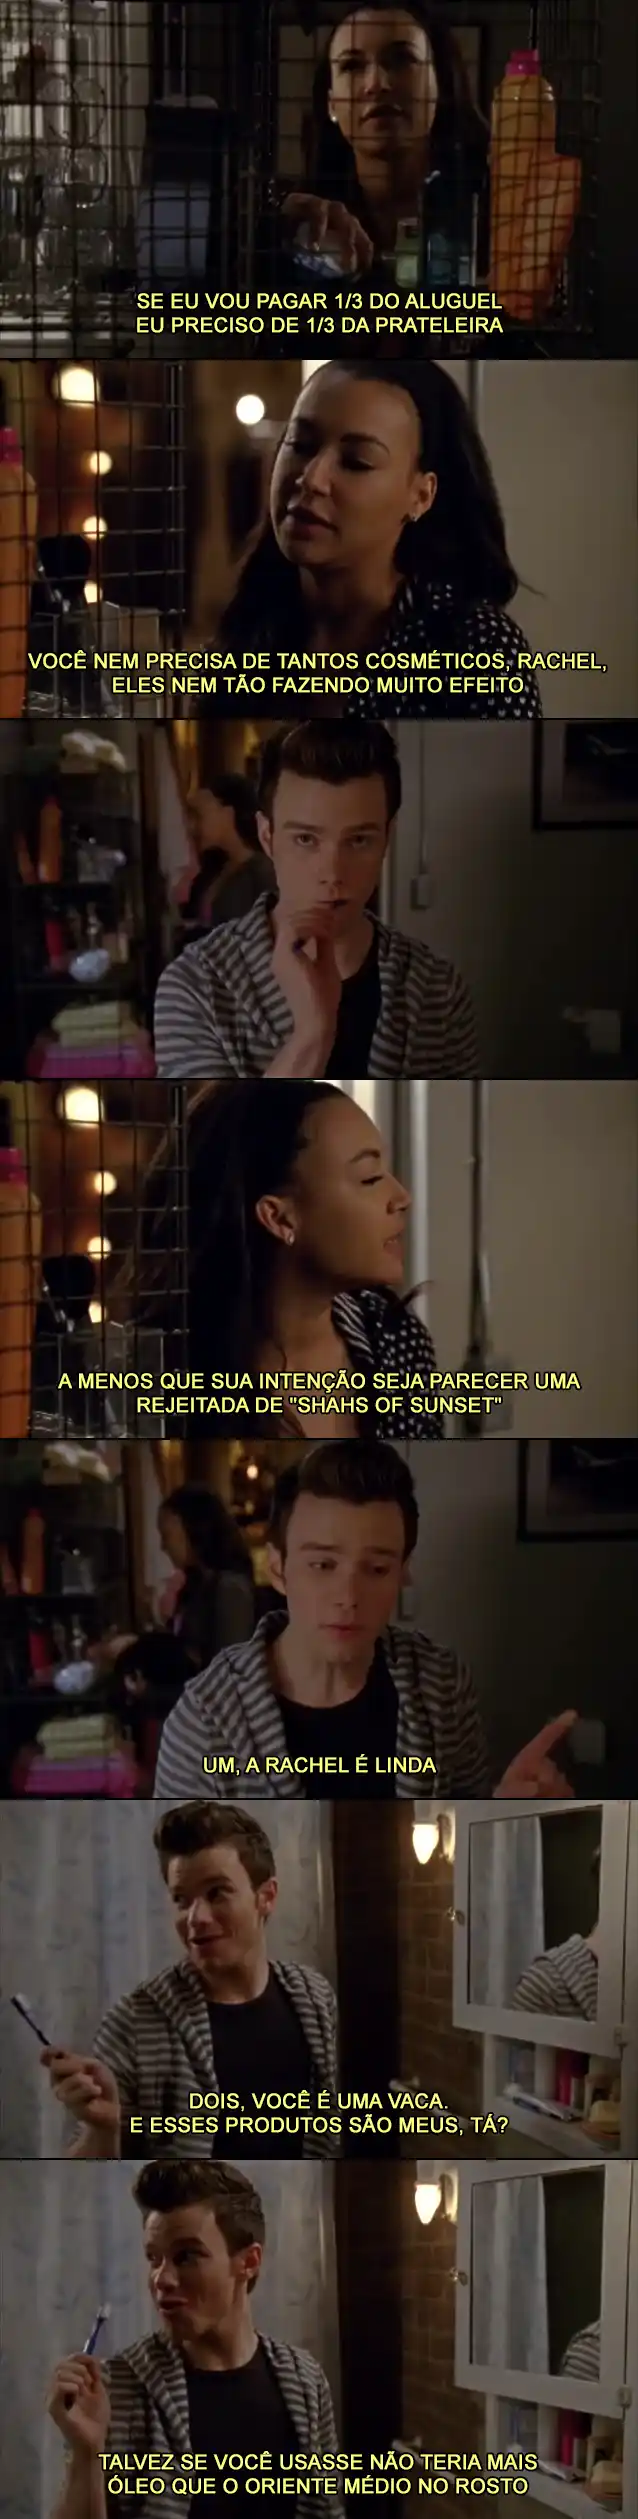 SE EU VOU PAGAR 1/3 DO ALUGUEL
EU PRECISO DE 1/3 DA PRATELEIRA
VOCÊ NEM PRECISA DE TANTOS COSMÉTICOS, RACHEL,
ELES NEM TÃO FAZENDO MUITO EFEITO
A MENOS QUE SUA INTENÇÃO SEJA PARECER UMA
REJEITADA DE "SHAHS OF SUNSET"
UM, A RACHEL É LINDA
DOIS, VOCÊ É UMA VACA.
E ESSES PRODUTOS SÃO MEUS, TÁ?
TALVEZ SE VOCÊ USASSE NÃO TERIA MAIS
ÓLEO QUE O ORIENTE MÉDIO NO ROSTO